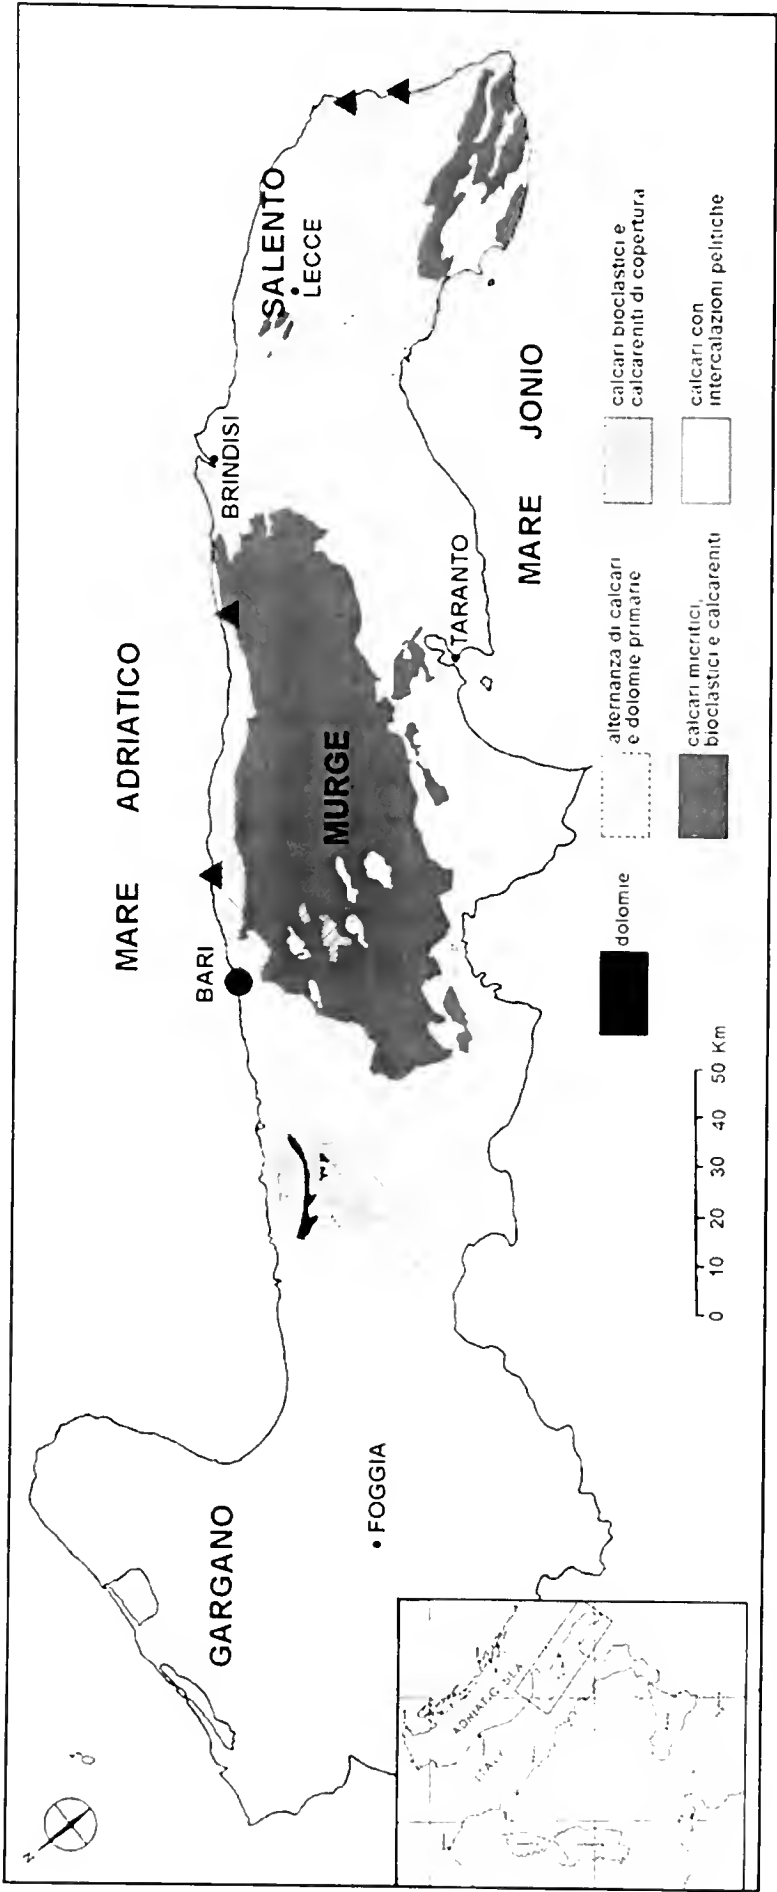 N
GARGANO
FOGGIA
MARE ADRIATICO
BARI
MURGE
BRINDISI
SALENTO
LECCE
TARANTO
MARE JONIO
ADRIATIC SEA
ITALY
0 10 20 30 40 50 Km
dolomie
alternanza di calcari
e dolomie primarie
calcari micritici,
bioclastici e calcareniti
calcari bioclastici e
calcareniti di copertura
calcari con
intercalazioni pelitiche